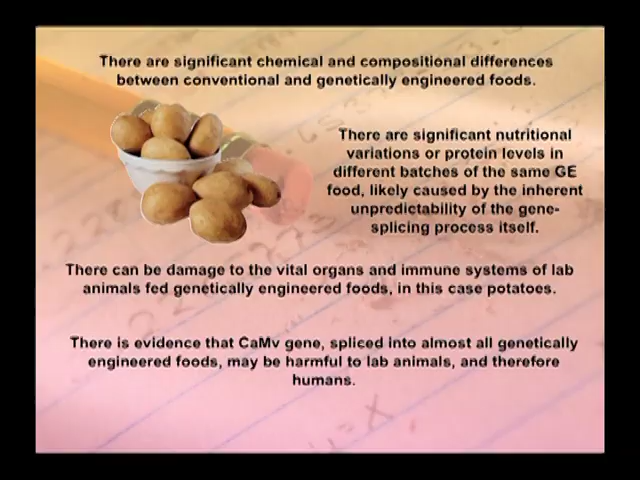 There are significant chemical and compositional differences
between conventional and genetically engineered foods.
There are significant nutritional
variations or protein levels in
different batches of the same GE
food, likely caused by the inherent
unpredictability of the gene-
splicing process itself.
There can be damage to the vital organs and immune systems of lab
animals fed genetically engineered foods, in this case potatoes.
There is evidence that CaMv gene, spliced into almost all genetically
engineered foods, may be harmful to lab animals, and therefore
humans.